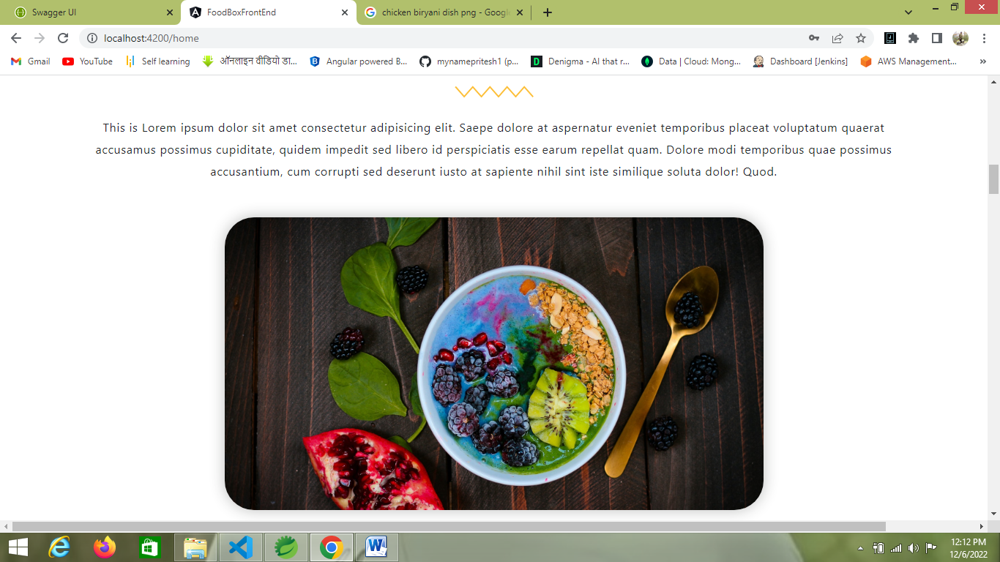 Swagger UI
FoodBoxFrontEnd
chicken biryani dish png - Googl
localhost:4200/home
Gmail
YouTube
Self learning
ऑनलाइन वीडियो डा...
Angular powered B...
mynamepritesh1 (p...
Denigma - AI that r...
Data | Cloud: Mong...
Dashboard [Jenkins]
AWS Management...
»
This is Lorem ipsum dolor sit amet consectetur adipisicing elit. Saepe dolore at aspernatur eveniet temporibus placeat voluptatum quaerat
accusamus possimus cupiditate, quidem impedit sed libero id perspiciatis esse earum repellat quam. Dolore modi temporibus quae possimus
accusantium, cum corrupti sed deserunt iusto at sapiente nihil sint iste similique soluta dolor! Quod.
12:12 PM
12/6/2022